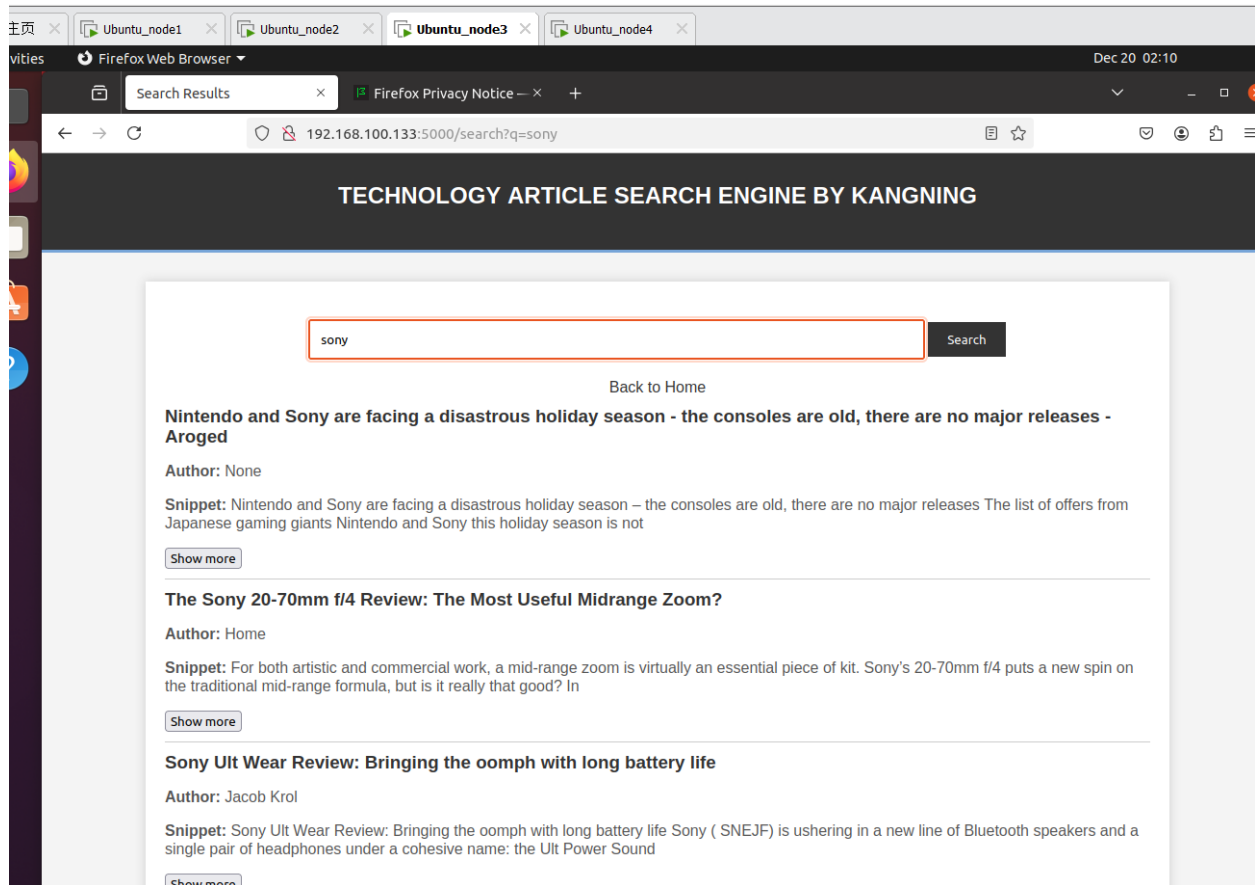 主页
Ubuntu_node1
Ubuntu_node2
Ubuntu_node3
Ubuntu_node4
vities
Firefox Web Browser
Dec 20 02:10
Search Results
Firefox Privacy Notice —
192.168.100.133:5000/search?q=sony
TECHNOLOGY ARTICLE SEARCH ENGINE BY KANGNING
sony
Search
Back to Home
Nintendo and Sony are facing a disastrous holiday season - the consoles are old, there are no major releases -
Aroged
Author: None
Snippet: Nintendo and Sony are facing a disastrous holiday season – the consoles are old, there are no major releases The list of offers from
Japanese gaming giants Nintendo and Sony this holiday season is not
Show more
The Sony 20-70mm f/4 Review: The Most Useful Midrange Zoom?
Author: Home
Snippet: For both artistic and commercial work, a mid-range zoom is virtually an essential piece of kit. Sony's 20-70mm f/4 puts a new spin on
the traditional mid-range formula, but is it really that good? In
Show more
Sony Ult Wear Review: Bringing the oomph with long battery life
Author: Jacob Krol
Snippet: Sony Ult Wear Review: Bringing the oomph with long battery life Sony ( SNEJF) is ushering in a new line of Bluetooth speakers and a
single pair of headphones under a cohesive name: the Ult Power Sound
Show more